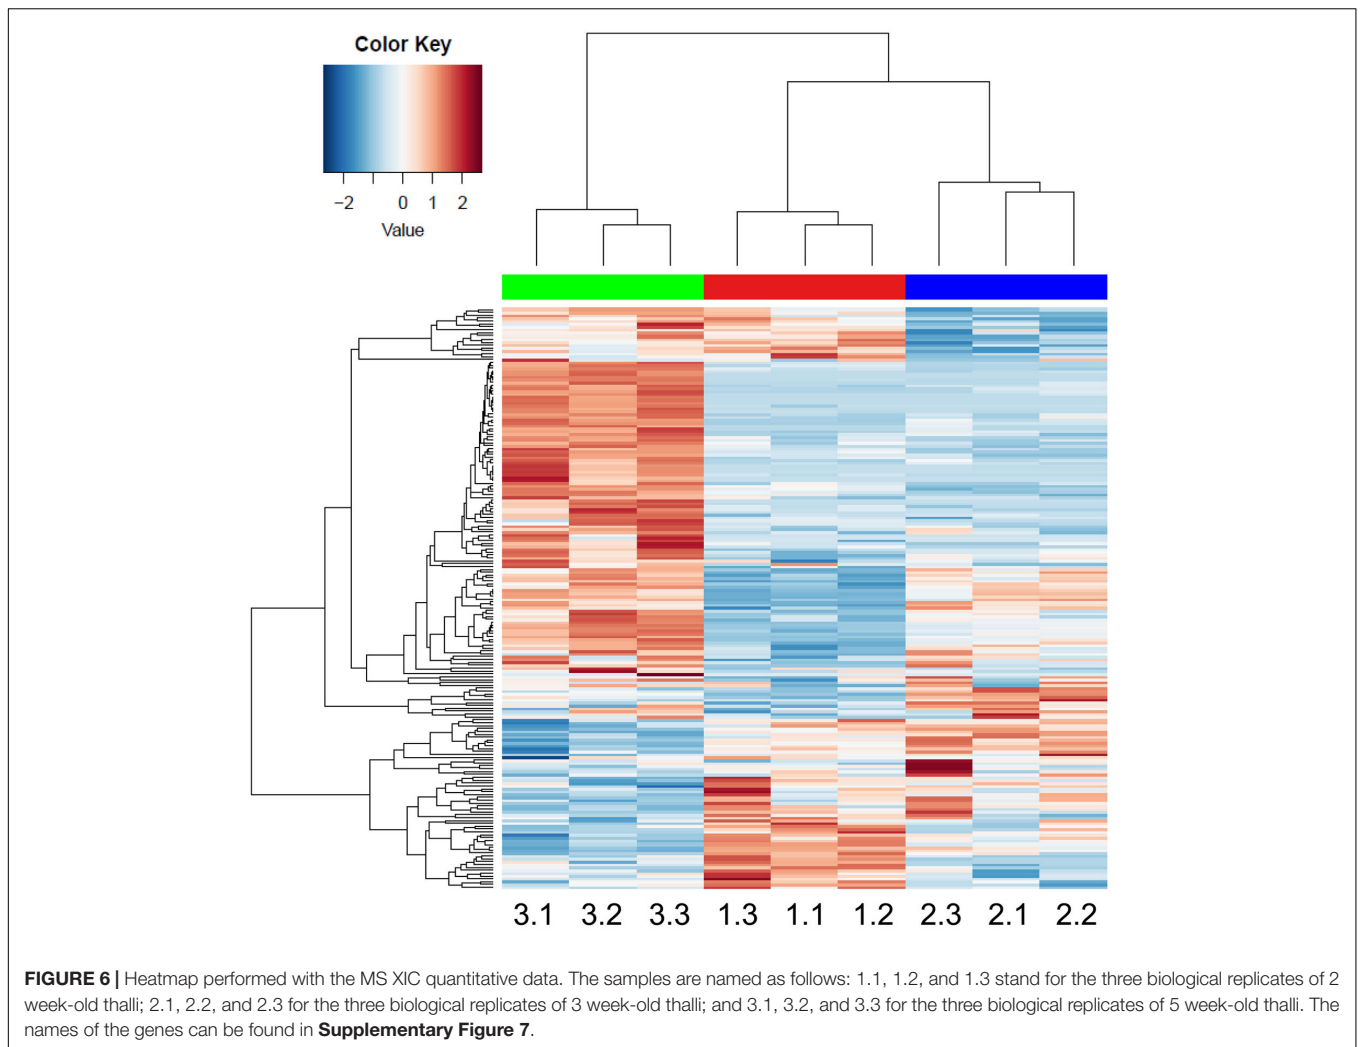 Color Key
−2 0 1 2
Value
3.1 3.2 3.3 1.3 1.1 1.2 2.3 2.1 2.2
FIGURE 6 | Heatmap performed with the MS XIC quantitative data. The samples are named as follows: 1.1, 1.2, and 1.3 stand for the three biological replicates of 2
week-old thalli; 2.1, 2.2, and 2.3 for the three biological replicates of 3 week-old thalli; and 3.1, 3.2, and 3.3 for the three biological replicates of 5 week-old thalli. The
names of the genes can be found in Supplementary Figure 7.